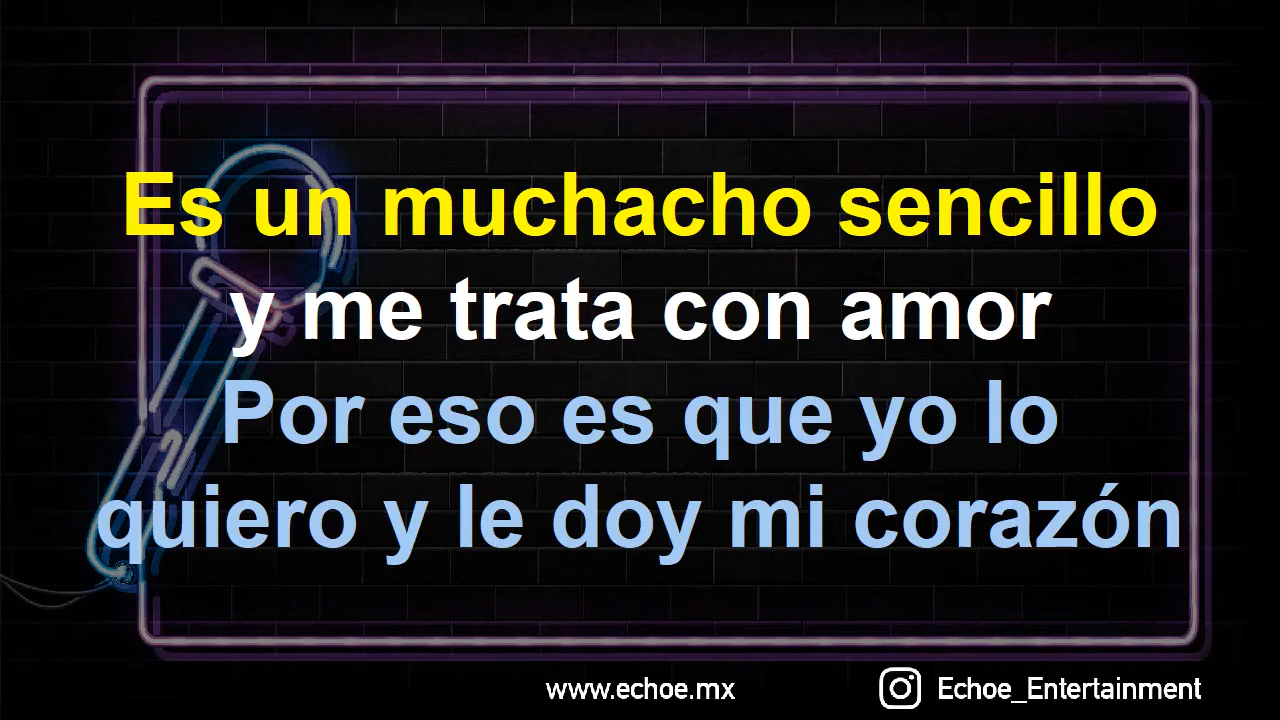 Es un muchacho sencillo
y me trata con amor
Por eso es que yo lo
quiero y le doy mi corazón
www.echoe.mx
Echoe_Entertainment